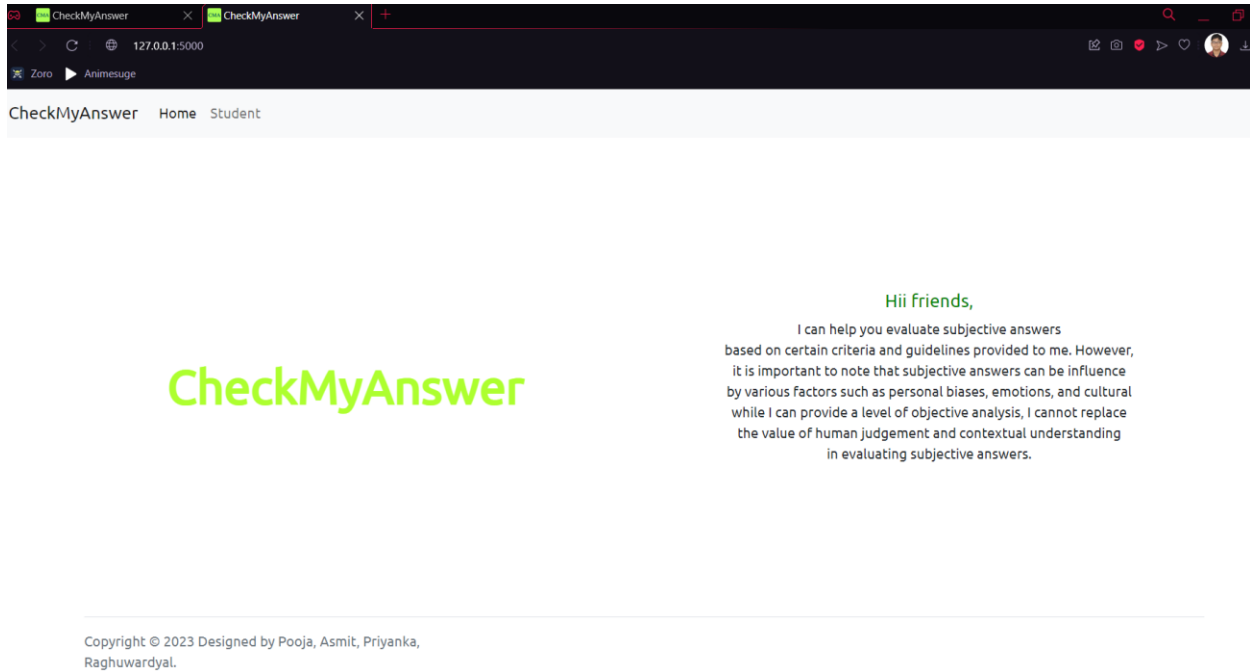 CheckMyAnswer
CheckMyAnswer
127.0.0.1:5000
Zoro
Animesuge
CheckMyAnswer Home Student
Hii friends,
I can help you evaluate subjective answers
based on certain criteria and guidelines provided to me. However,
it is important to note that subjective answers can be influence
by various factors such as personal biases, emotions, and cultural
while I can provide a level of objective analysis, I cannot replace
the value of human judgement and contextual understanding
in evaluating subjective answers.
CheckMyAnswer
Copyright © 2023 Designed by Pooja, Asmit, Priyanka,
Raghuwardyal.